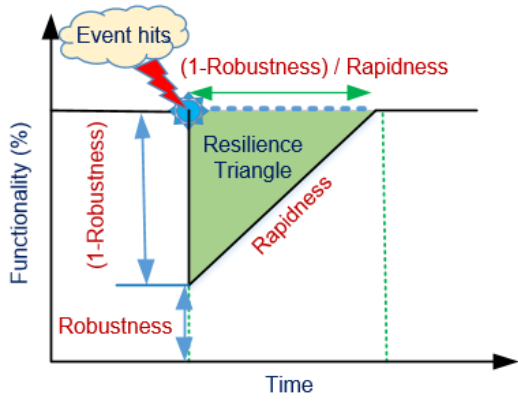 Event hits
(1-Robustness) / Rapidness
Functionality (%)
(1-Robustness)
Resilience
Triangle
Rapidness
Robustness
Time